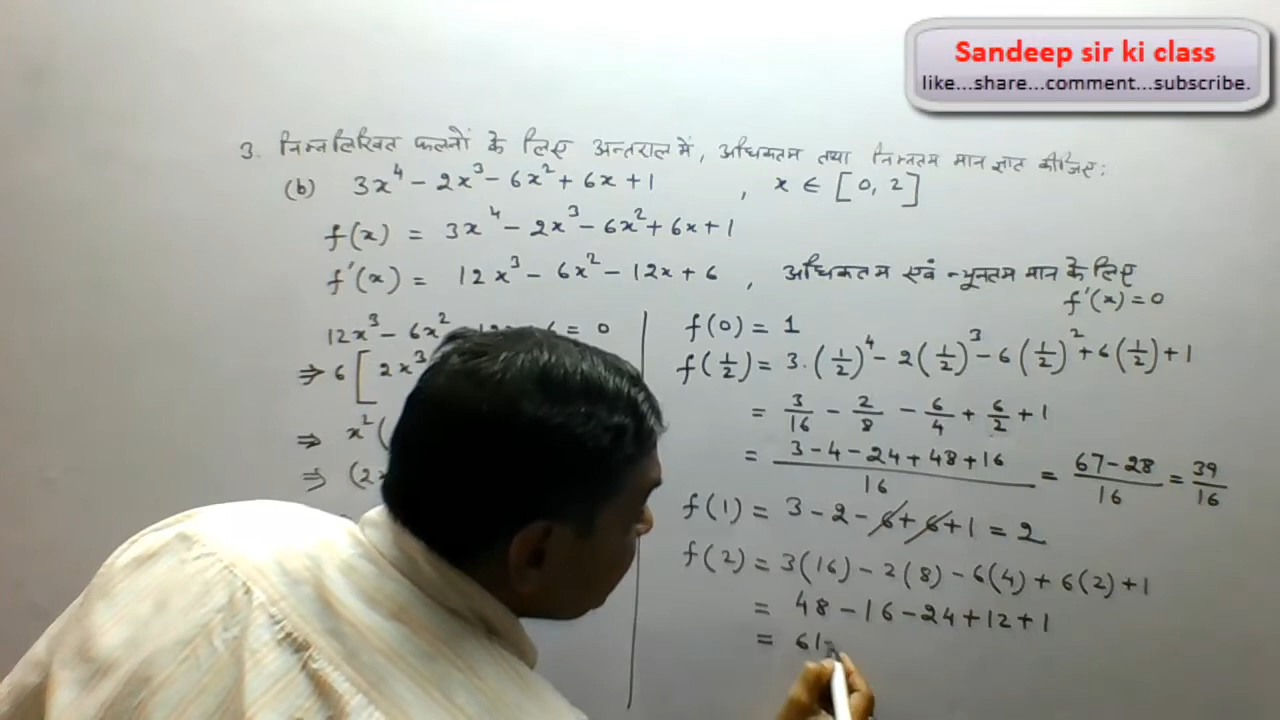 Sandeep sir ki class
like...share...comment...subscribe.
3. निम्नलिखित फलनों के लिए अन्तराल में, अधिकतम तथा निम्नतम मान ज्ञात कीजिए:
(b) 3x⁴ - 2x³ - 6x² + 6x + 1 , x ∈ [0, 2]
f(x) = 3x⁴ - 2x³ - 6x² + 6x + 1
f'(x) = 12x³ - 6x² - 12x + 6 , अधिकतम एवं न्यूनतम मान के लिए
f'(x) = 0
12x³ - 6x² = 0
⇒ 6[2x³
⇒ x²(
⇒ (2x
f(0) = 1
f(1/2) = 3.(1/2)⁴ - 2(1/2)³ - 6(1/2)² + 6(1/2) + 1
= 3/16 - 2/8 - 6/4 + 6/2 + 1
= (3 - 4 - 24 + 48 + 16)/16 = (67 - 28)/16 = 39/16
f(1) = 3 - 2 - 6 + 6 + 1 = 2
f(2) = 3(16) - 2(8) - 6(4) + 6(2) + 1
= 48 - 16 - 24 + 12 + 1
= 61-